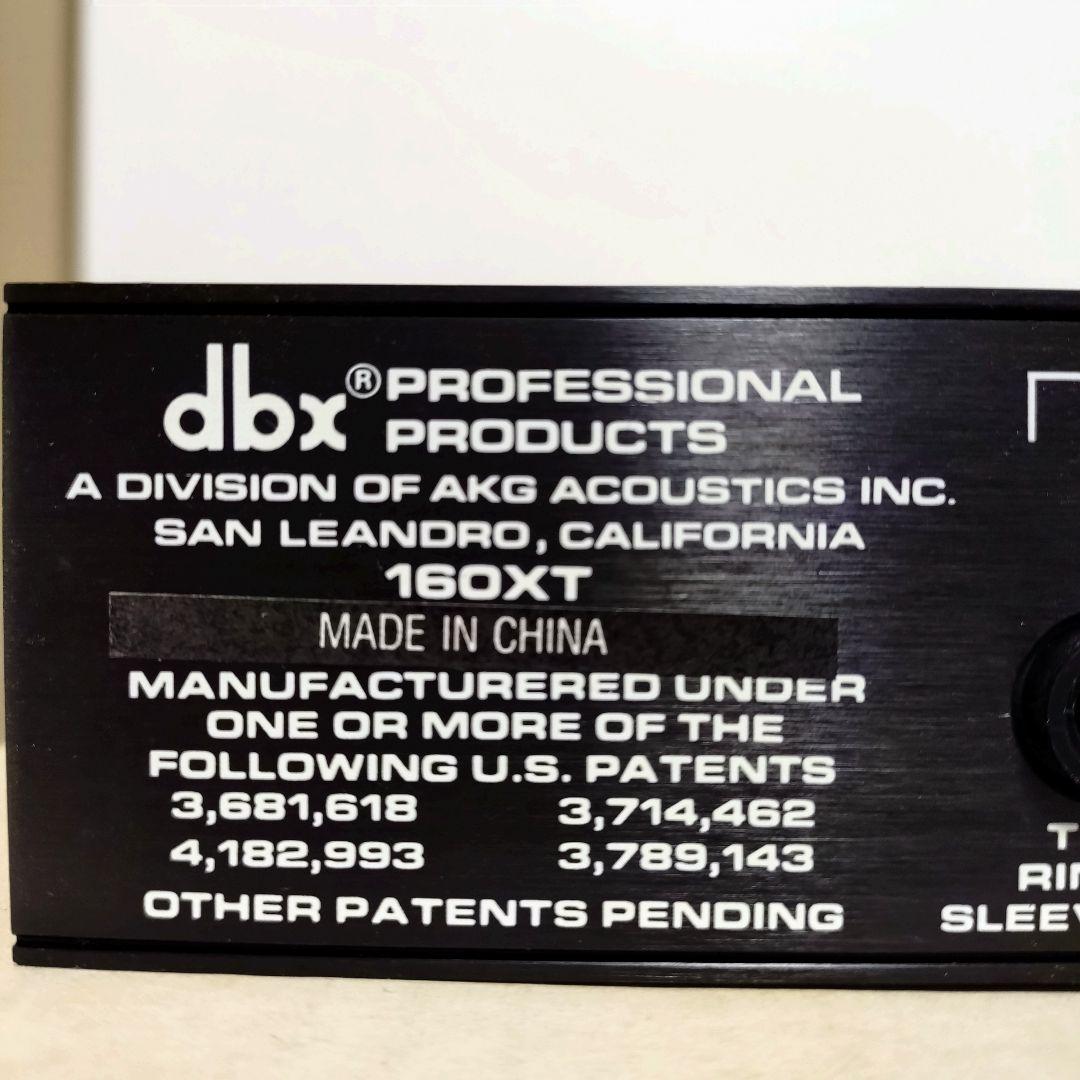 dbx® PROFESSIONAL
PRODUCTS
A DIVISION OF AKG ACOUSTICS INC.
SAN LEANDRO, CALIFORNIA
160XT
MADE IN CHINA
MANUFACTURERED UNDER
ONE OR MORE OF THE
FOLLOWING U.S. PATENTS
3,681,618 3,714,462
4,182,993 3,789,143
OTHER PATENTS PENDING